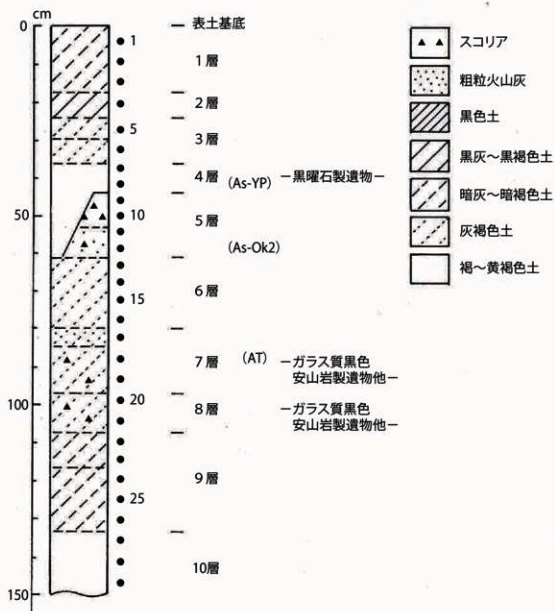 cm
0
50
100
150
1
5
10
15
20
25
表土基底
1層
2層
3層
4層 (As-YP) －黒曜石製遺物－
5層
(As-Ok2)
6層
7層 (AT) －ガラス質黒色
安山岩製遺物他－
8層 －ガラス質黒色
安山岩製遺物他－
9層
10層
スコリア
粗粒火山灰
黒色土
黒灰～黒褐色土
暗灰～暗褐色土
灰褐色土
褐～黄褐色土